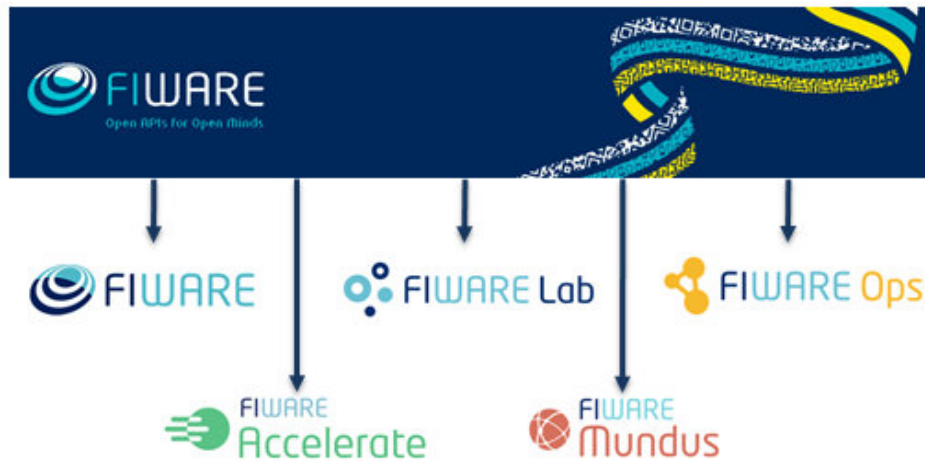 FIWARE
Open APIs for Open Minds
FIWARE
FIWARE Lab
FIWARE Ops
FIWARE
Accelerate
FIWARE
Mundus